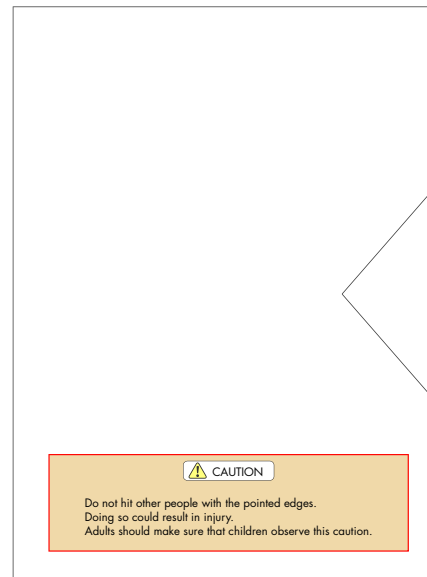 CAUTION
Do not hit other people with the pointed edges.
Doing so could result in injury.
Adults should make sure that children observe this caution.